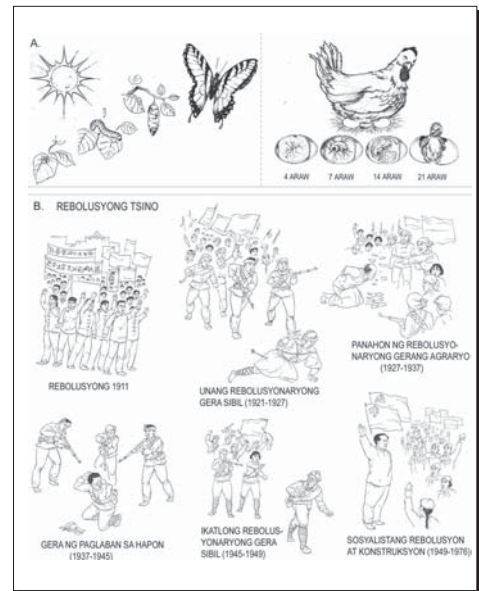 A.
4 ARAW 7 ARAW 14 ARAW 21 ARAW
B. REBOLUSYONG TSINO
REBOLUSYONG 1911
UNANG REBOLUSYONARYONG
GERA SIBIL (1921-1927)
PANAHON NG REBOLUSYO-
NARYONG GERANG AGRARYO
(1927-1937)
GERA NG PAGLABAN SA HAPON
(1937-1945)
IKATLONG REBOLUS-
YONARYONG GERA
SIBIL (1945-1949)
SOSYALISTANG REBOLUSYON
AT KONSTRUKSYON (1949-1976)